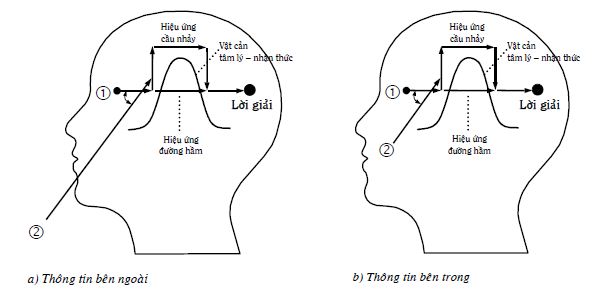 Hiệu ứng
cầu nhảy
Vật cản
tâm lý – nhận thức
①
Lời giải
Hiệu ứng
đường hầm
②
a) Thông tin bên ngoài
Hiệu ứng
cầu nhảy
Vật cản
tâm lý – nhận thức
①
Lời giải
Hiệu ứng
đường hầm
②
b) Thông tin bên trong